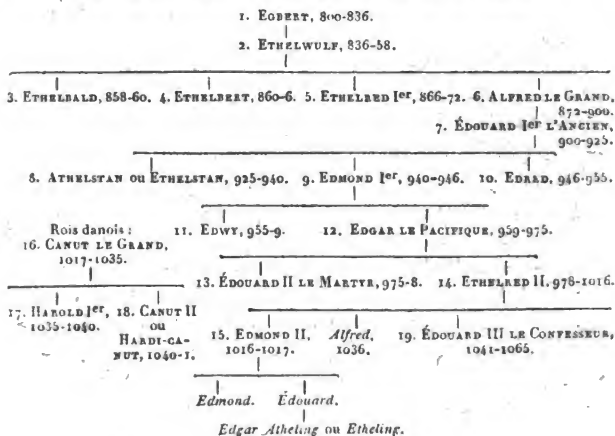 1. EGBERT, 800-836.
2. ETHELWULF, 836-58.
3. ETHELBALD, 858-60. 4. ETHELBERT, 860-6. 5. ETHELRED Ier, 866-72. 6. ALFRED LE GRAND,
872-900.
7. ÉDOUARD Ier L'ANCIEN,
900-925.
8. ATHELSTAN OU ETHELSTAN, 925-940. 9. EDMOND Ier, 940-946. 10. EDRED, 946-955.
Rois danois :
16. CANUT LE GRAND,
1017-1035.
11. EDWY, 955-9. 12. EDGAR LE PACIFIQUE, 959-975.
13. ÉDOUARD II LE MARTYR, 975-8. 14. ETHELRED II, 978-1016.
17. HAROLD Ier,
1035-1040.
18. CANUT II
OU
HARDI-CA-
NUT, 1040-1.
15. EDMOND II,
1016-1017.
Alfred,
1036.
19. ÉDOUARD III LE CONFESSEUR,
1041-1065.
Edmond. Édouard.
Edgar Atheling ou Etheling.